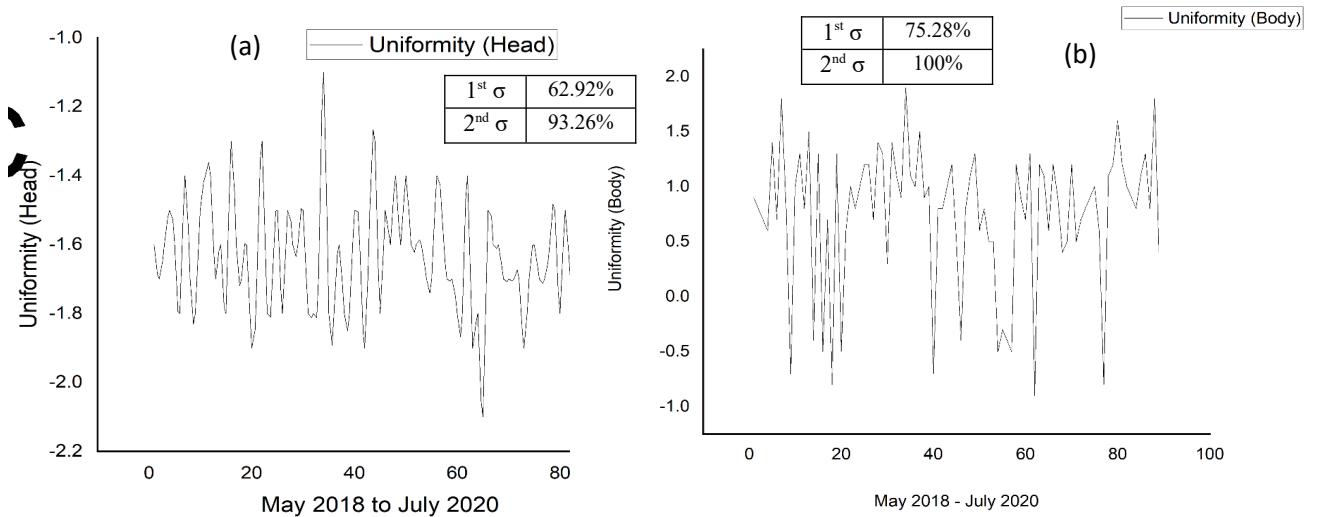 (a)
Uniformity (Head)
1st σ 62.92%
2nd σ 93.26%
Uniformity (Head)
-1.0
-1.2
-1.4
-1.6
-1.8
-2.0
-2.2
0 20 40 60 80
May 2018 to July 2020
(b)
Uniformity (Body)
1st σ 75.28%
2nd σ 100%
Uniformity (Body)
2.0
1.5
1.0
0.5
0.0
-0.5
-1.0
0 20 40 60 80 100
May 2018 - July 2020